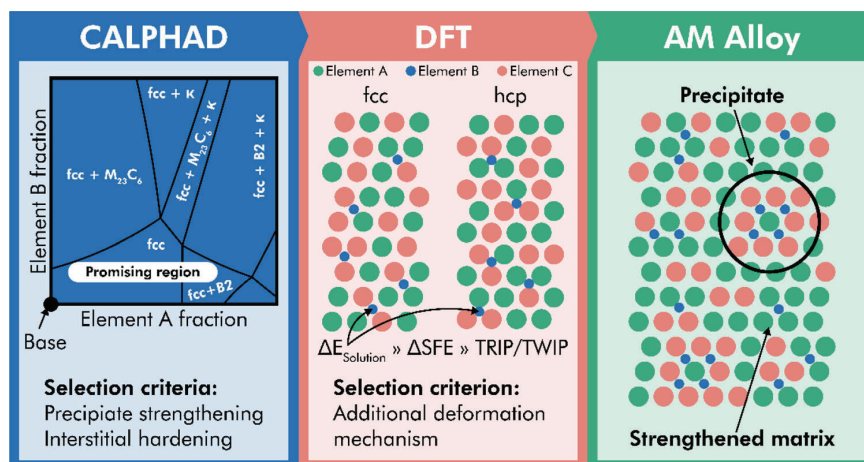 CALPHAD
DFT
AM Alloy
Element B fraction
fcc + κ
fcc + M₂₃C₆ + κ
fcc + B2 + κ
fcc + M₂₃C₆
fcc
Promising region
fcc+B2
Element A fraction
Base
Selection criteria:
Precipiate strengthening
Interstitial hardening
Element A Element B Element C
fcc hcp
ΔE_Solution » ΔSFE » TRIP/TWIP
Selection criterion:
Additional deformation
mechanism
Precipitate
Strengthened matrix